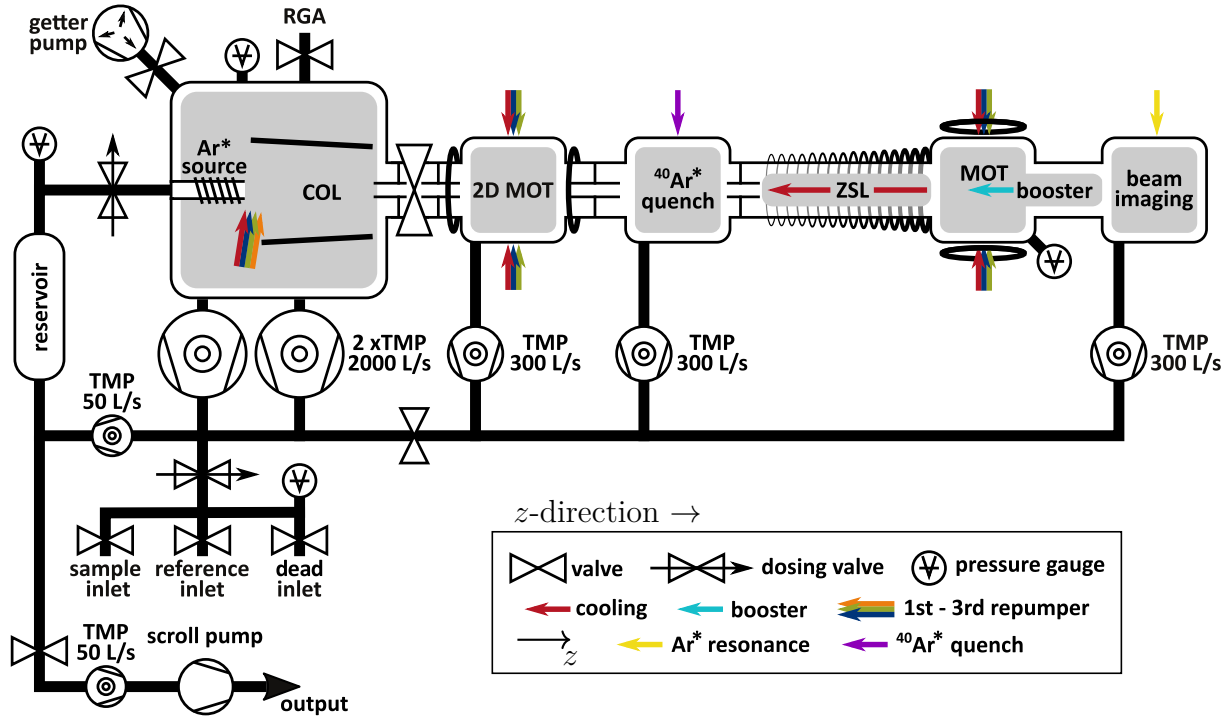 getter
pump
RGA
Ar*
source
COL
2D MOT
⁴⁰Ar*
quench
ZSL
MOT
booster
beam
imaging
reservoir
2 xTMP
2000 L/s
TMP
300 L/s
TMP
300 L/s
TMP
300 L/s
TMP
50 L/s
sample
inlet
reference
inlet
dead
inlet
TMP
50 L/s
scroll pump
output
z-direction →
valve
dosing valve
pressure gauge
cooling
booster
1st - 3rd repumper
z
Ar* resonance
⁴⁰Ar* quench